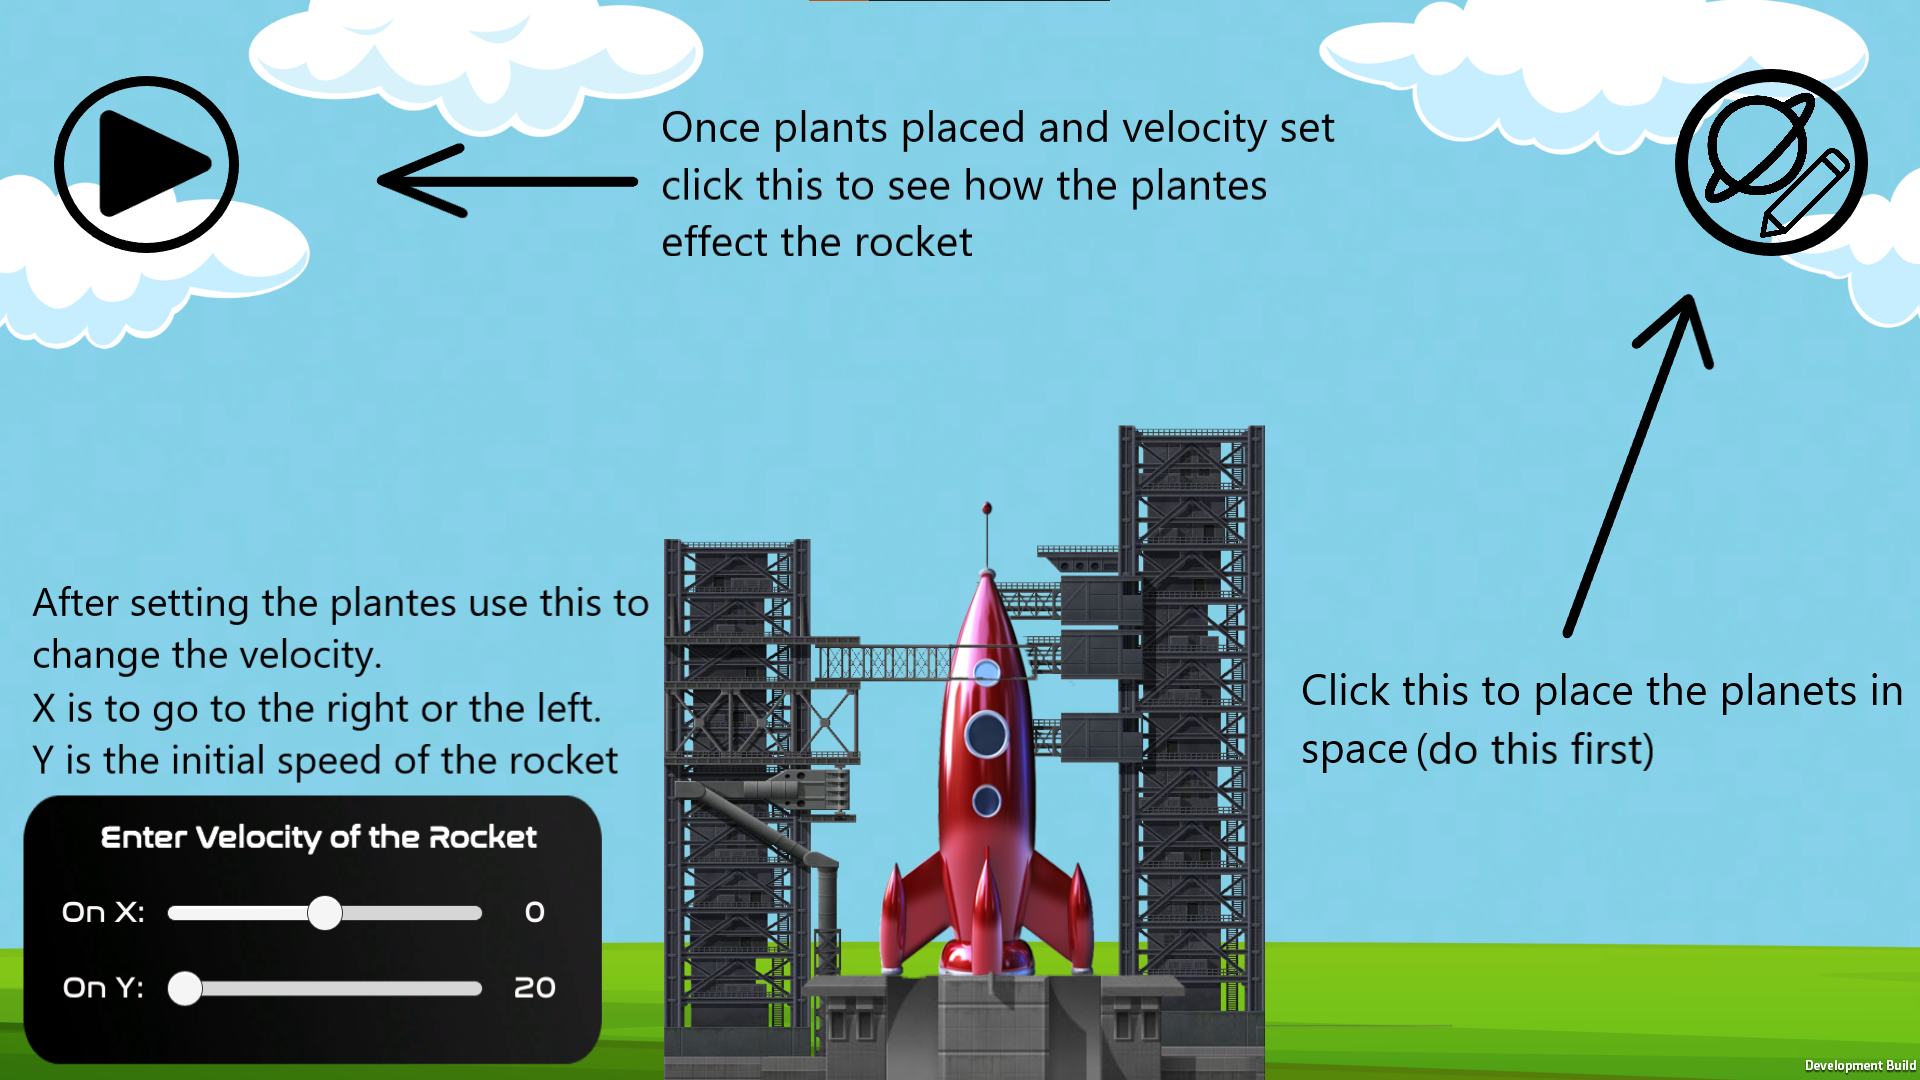 Once plants placed and velocity set
click this to see how the plantes
effect the rocket
After setting the plantes use this to
change the velocity.
X is to go to the right or the left.
Y is the initial speed of the rocket
Click this to place the planets in
space (do this first)
Enter Velocity of the Rocket
On X: 0
On Y: 20
Development Build